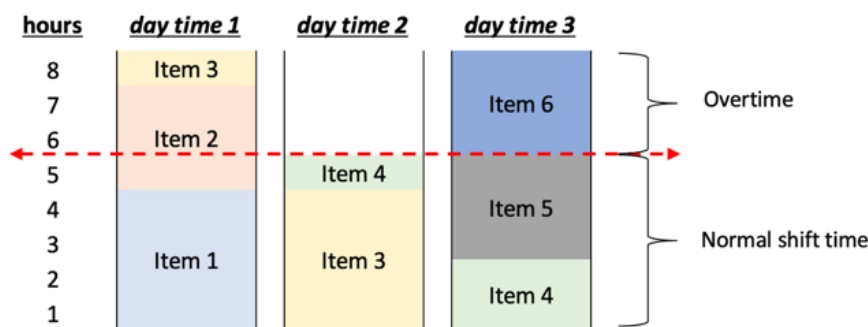 hours day time 1 day time 2 day time 3
8 Item 3
7 Item 6 Overtime
6 Item 2
5 Item 4
4 Item 5
3 Item 1 Item 3 Normal shift time
2
1 Item 4